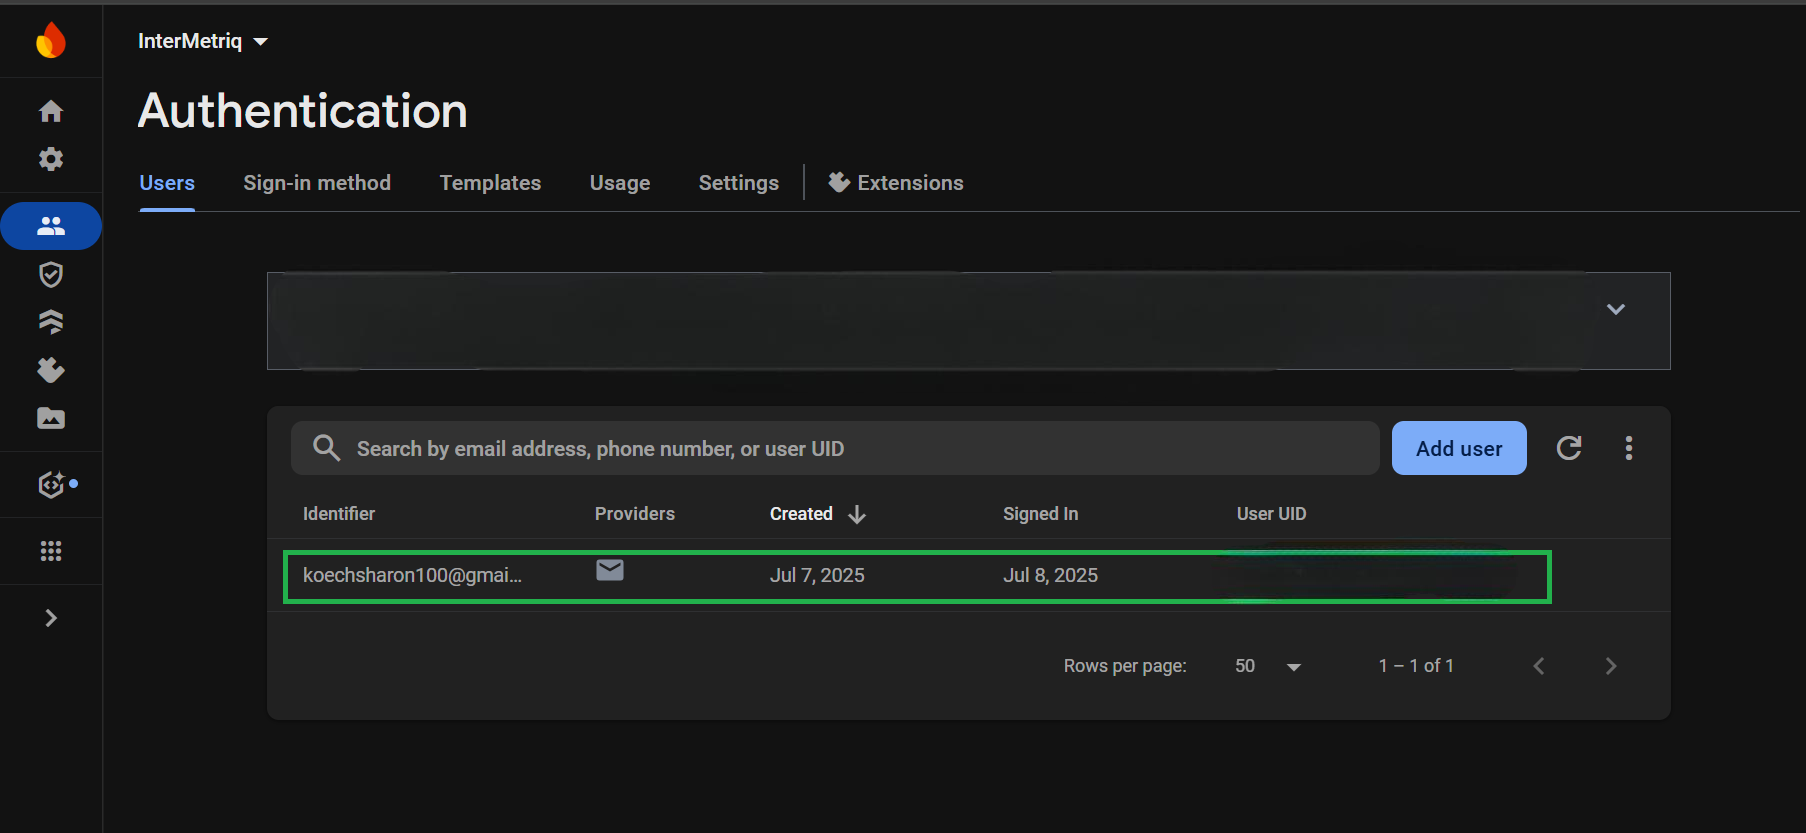 InterMetriq
Authentication
Users Sign-in method Templates Usage Settings Extensions
Search by email address, phone number, or user UID Add user
Identifier Providers Created Signed In User UID
koechsharon100@gmai... Jul 7, 2025 Jul 8, 2025
Rows per page: 50 1 – 1 of 1